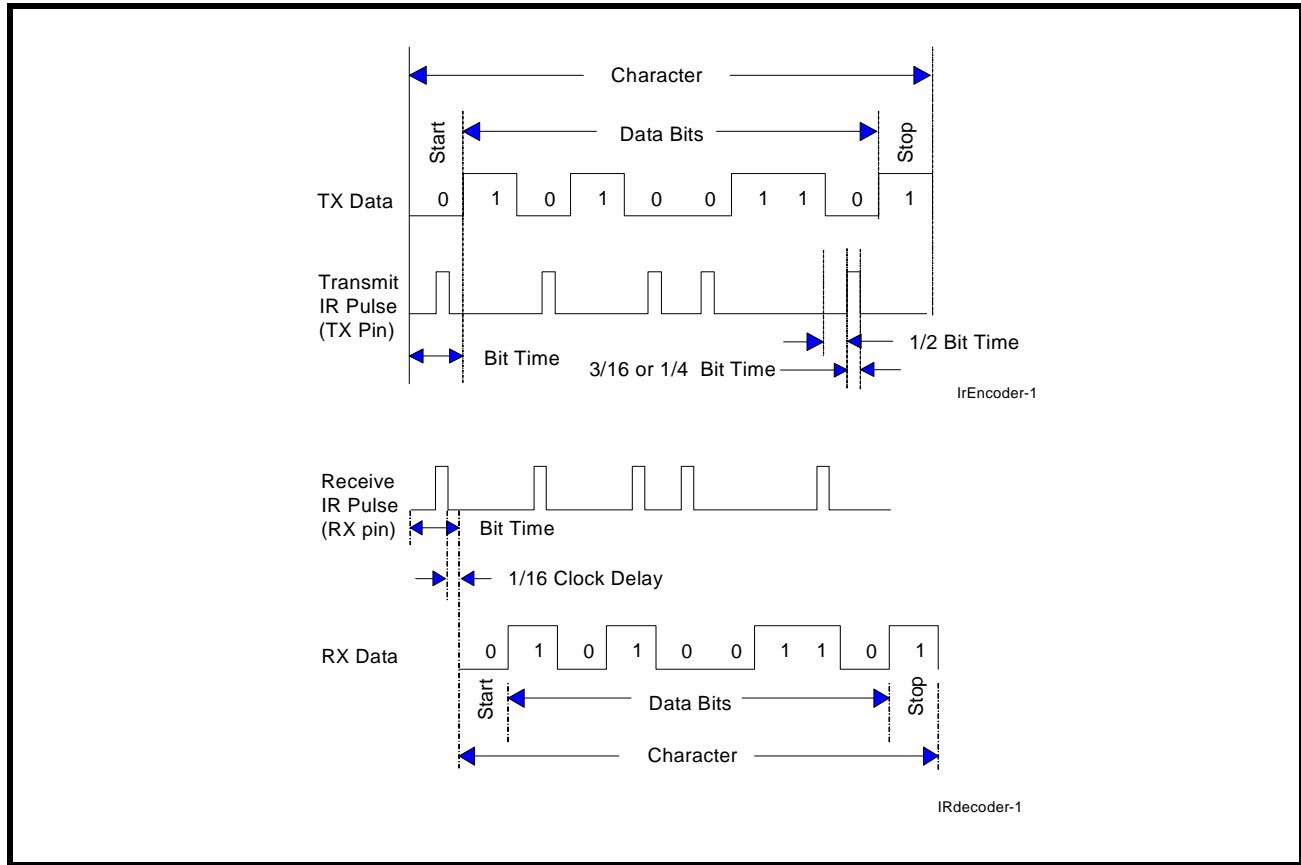 Character
Start
Data Bits
Stop
TX Data
0 1 0 1 0 0 1 1 0 1
Transmit
IR Pulse
(TX Pin)
1/2 Bit Time
Bit Time
3/16 or 1/4 Bit Time
IrEncoder-1
Receive
IR Pulse
(RX pin)
Bit Time
1/16 Clock Delay
RX Data
0 1 0 1 0 0 1 1 0 1
Start
Data Bits
Stop
Character
IRdecoder-1